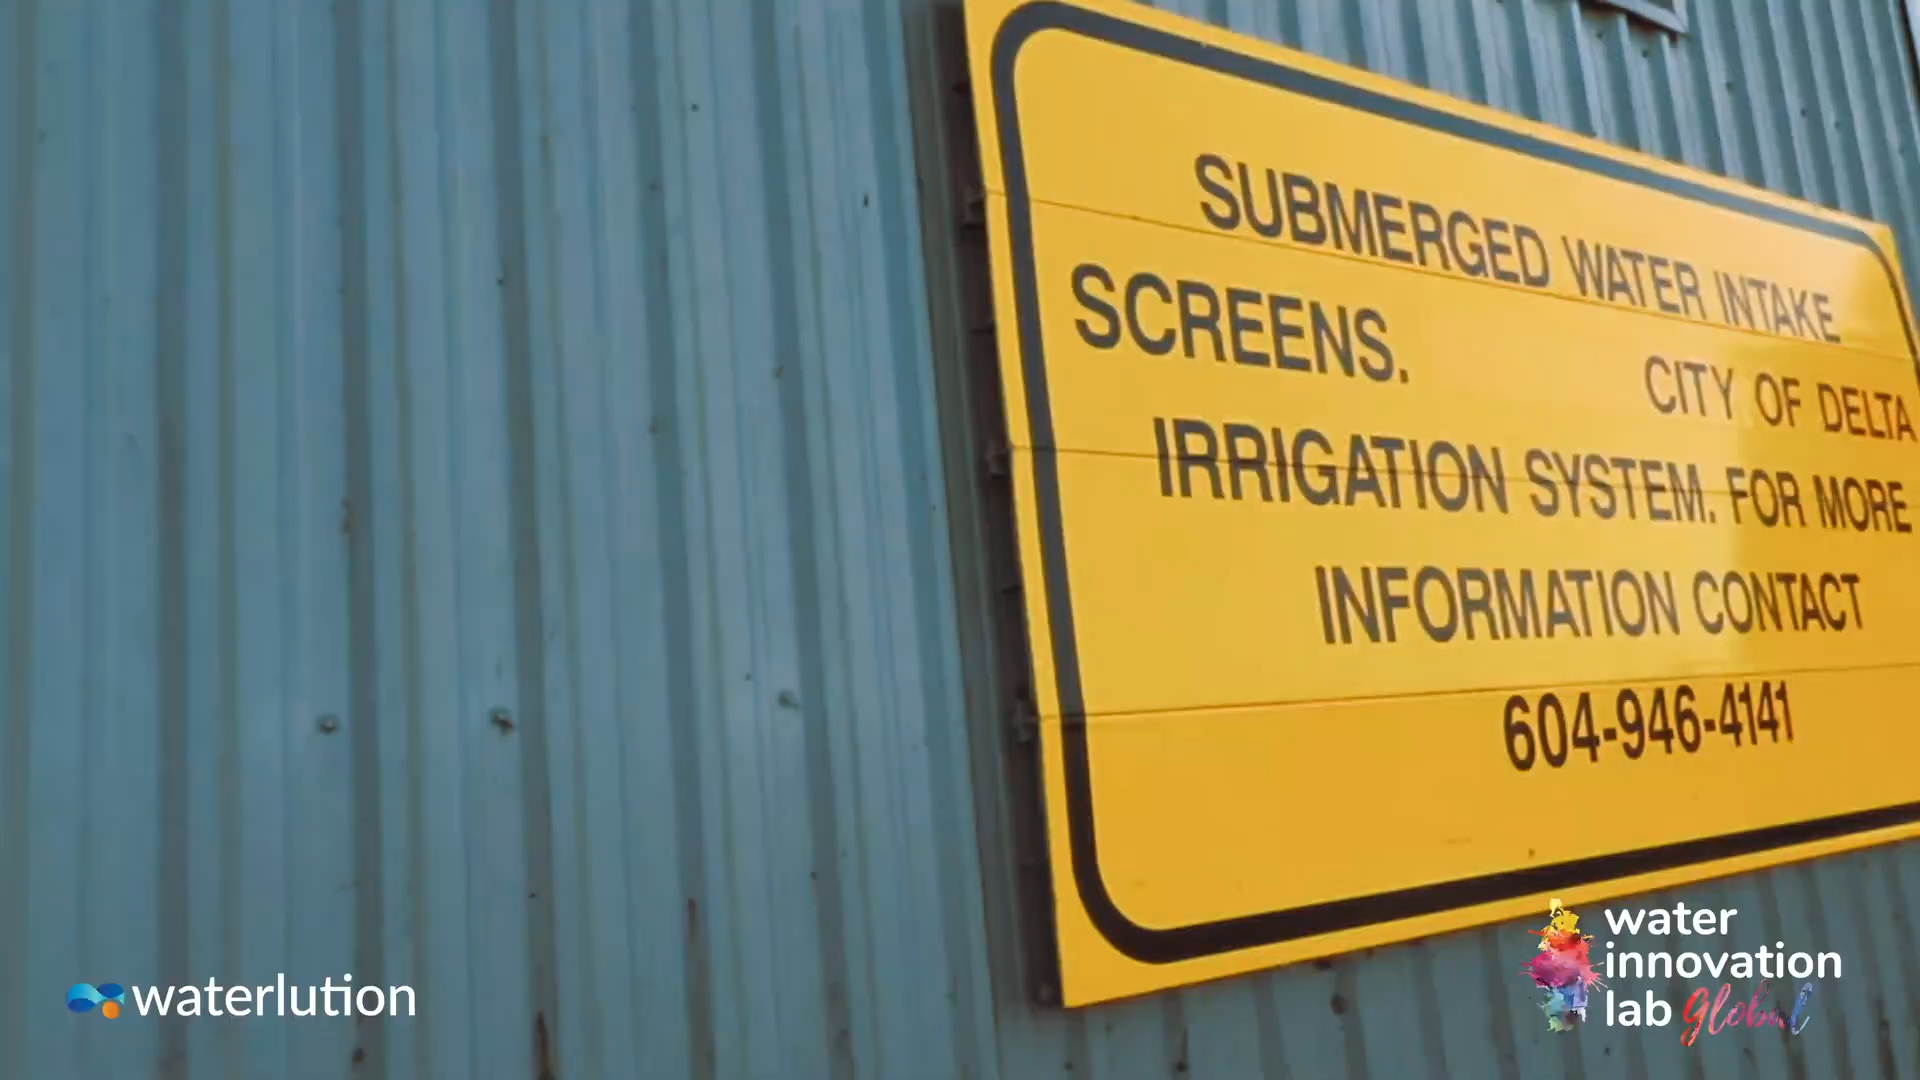 SUBMERGED WATER INTAKE
SCREENS.
CITY OF DELTA
IRRIGATION SYSTEM. FOR MORE
INFORMATION CONTACT
604-946-4141
waterlution
water
innovation
lab Global